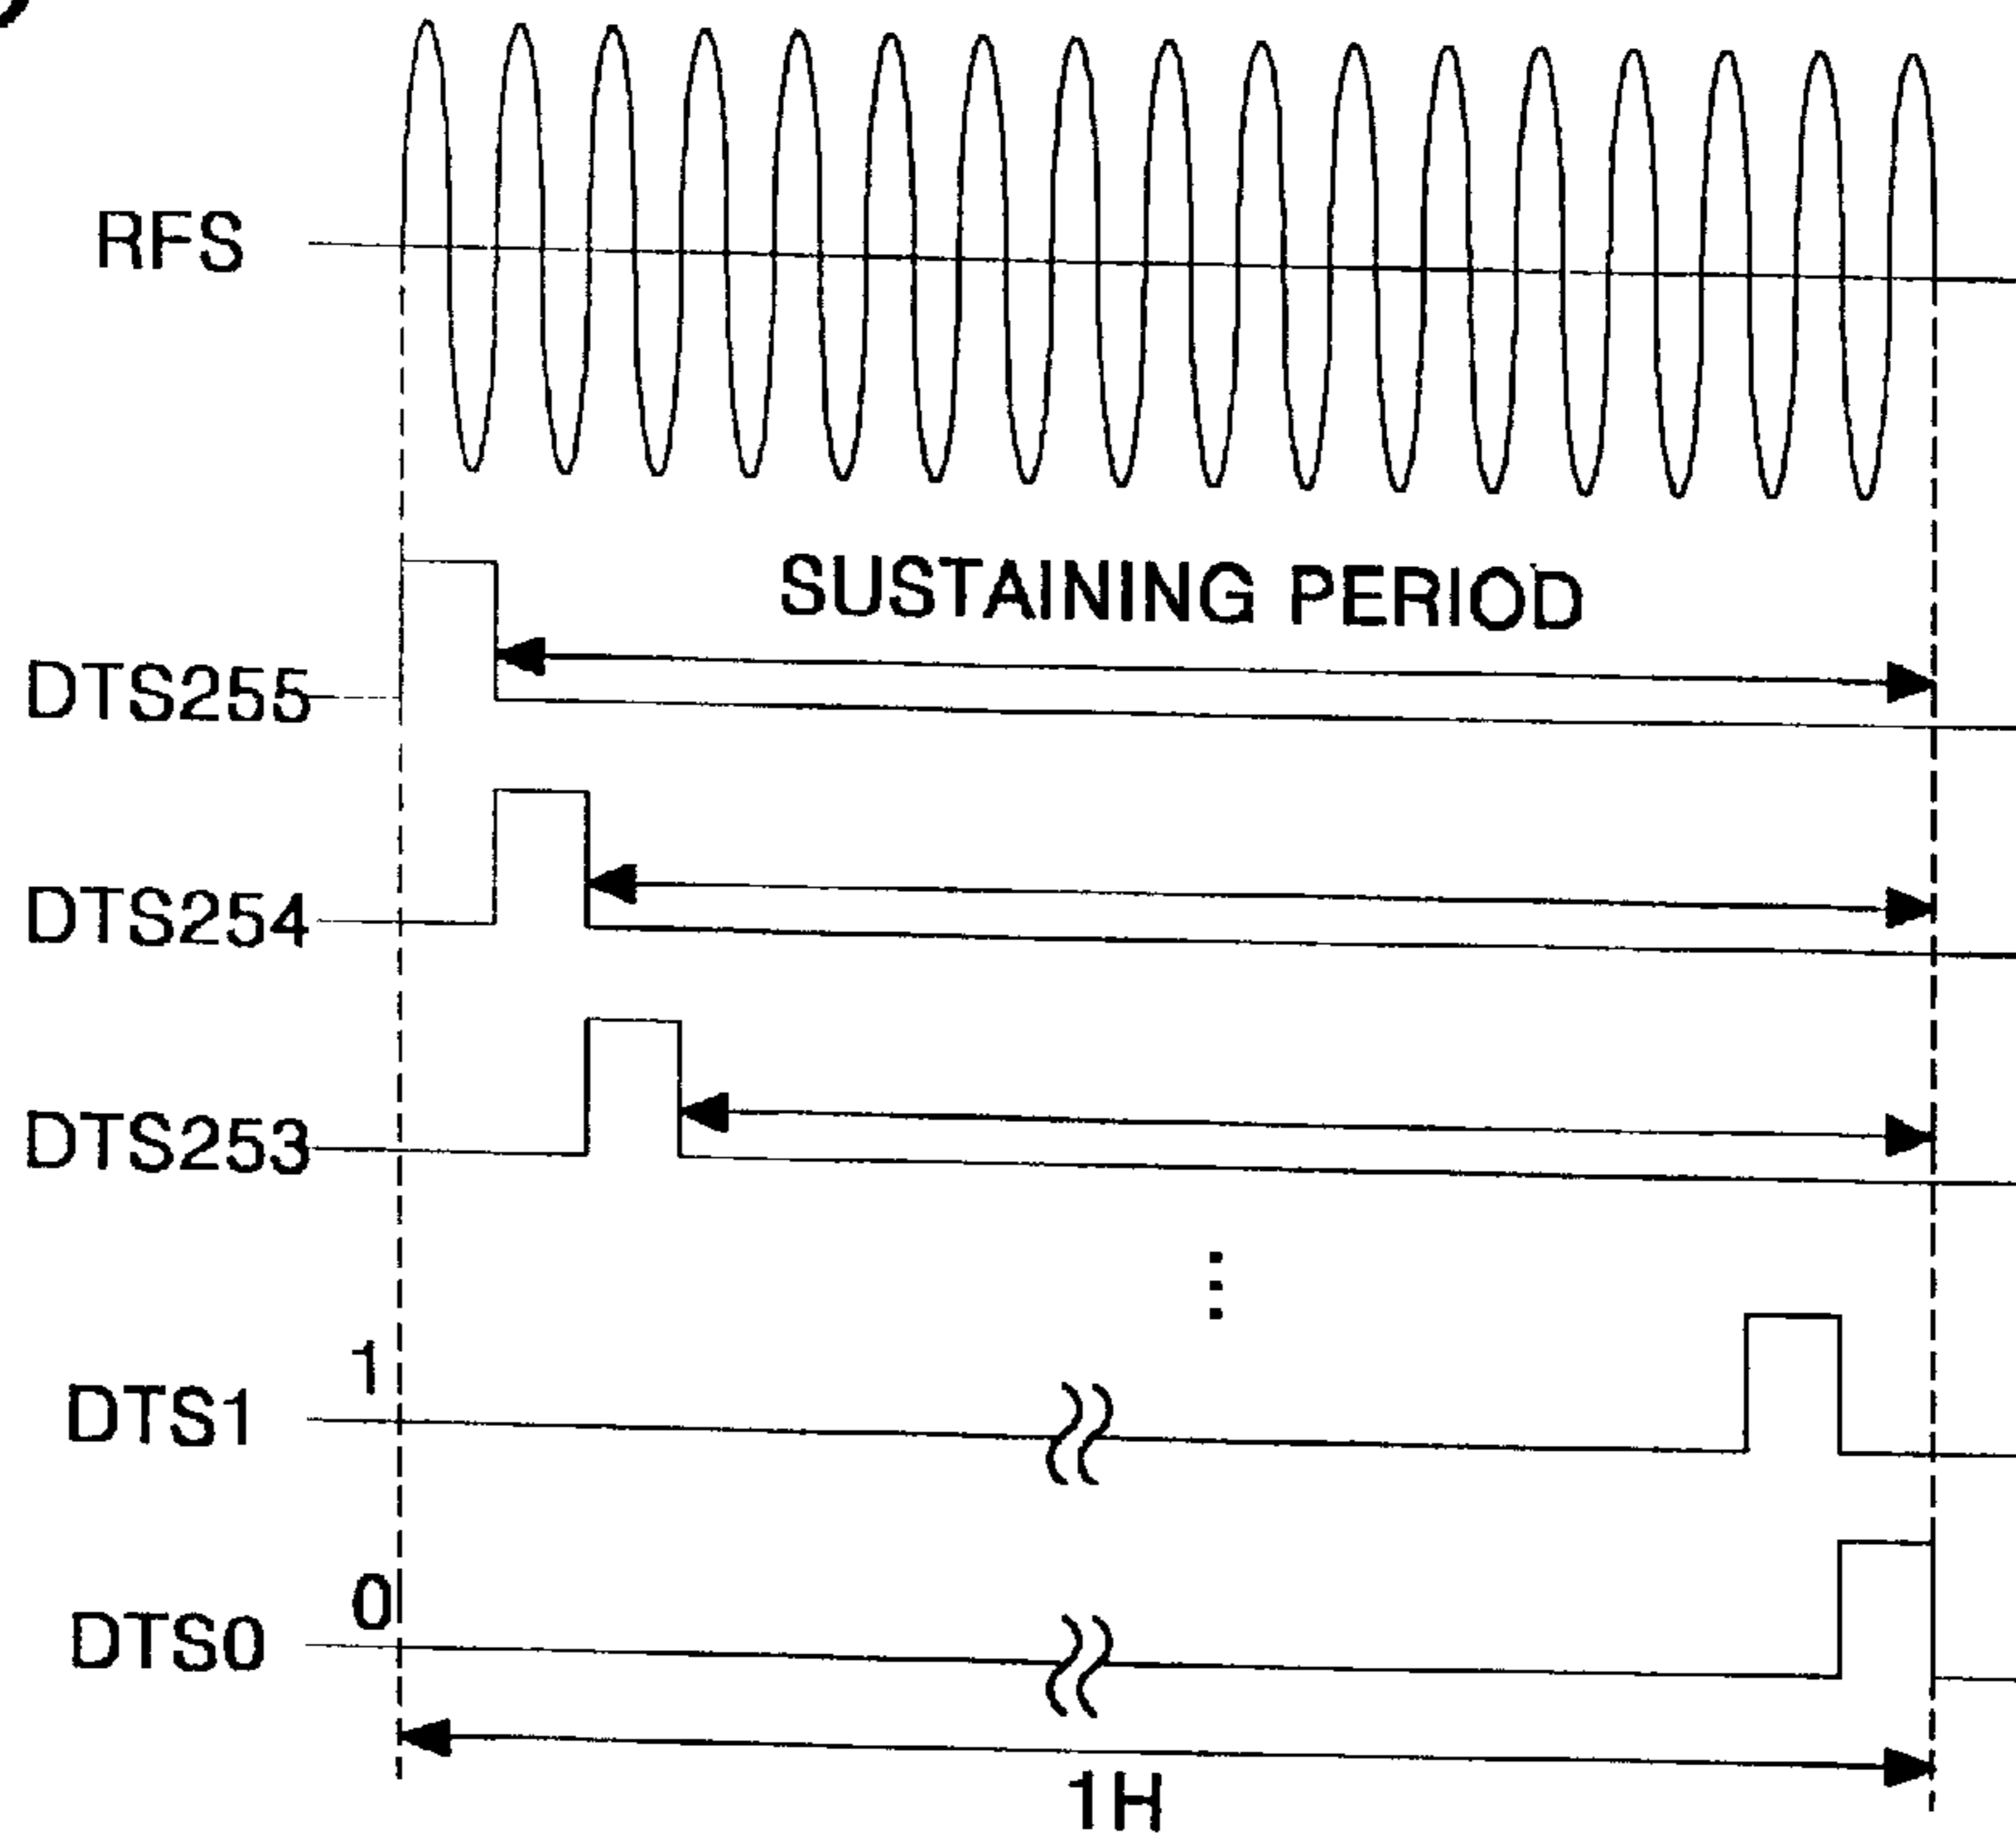 RFS
SUSTAINING PERIOD
DTS255
DTS254
DTS253
1
DTS1
0
DTS0
1H